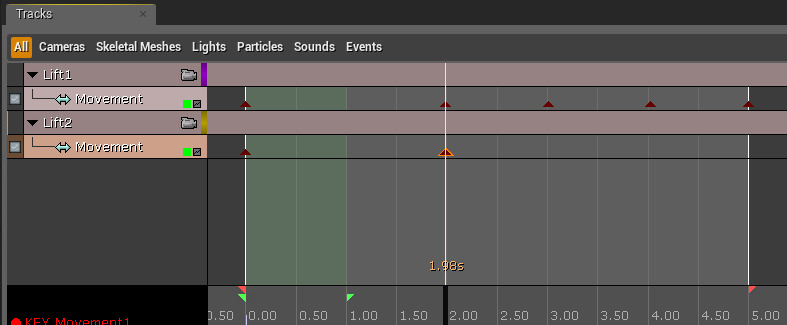 Tracks ×
All Cameras Skeletal Meshes Lights Particles Sounds Events
Lift1
Movement
Lift2
Movement
1.98s
0.50 0.00 0.50 1.00 1.50 2.00 2.50 3.00 3.50 4.00 4.50 5.00
KEY_Movement1